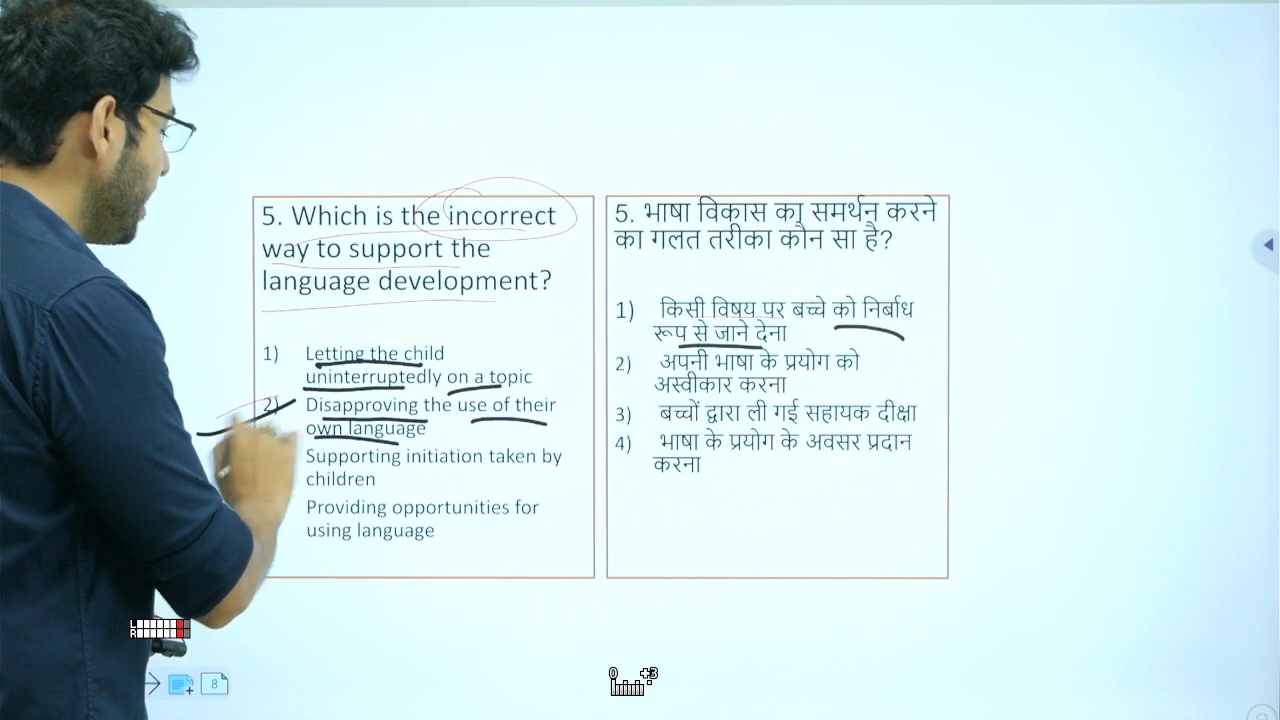 5. Which is the incorrect
way to support the
language development?
1) Letting the child
uninterruptedly on a topic
2) Disapproving the use of their
own language
Supporting initiation taken by
children
Providing opportunities for
using language
5. भाषा विकास का समर्थन करने
का गलत तरीका कौन सा है?
1) किसी विषय पर बच्चे को निर्बाध
रूप से जाने देना
2) अपनी भाषा के प्रयोग को
अस्वीकार करना
3) बच्चों द्वारा ली गई सहायक दीक्षा
4) भाषा के प्रयोग के अवसर प्रदान
करना
L
R
8
0 +3